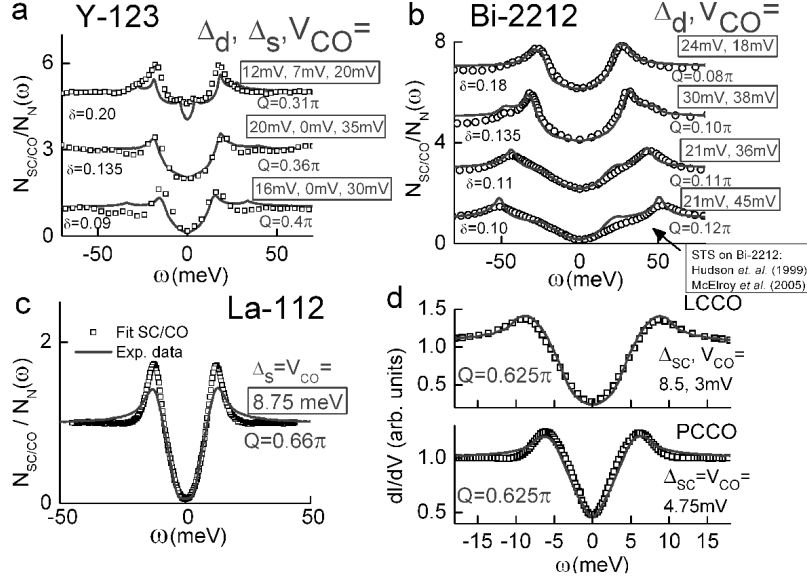 a
Y-123
Δd, Δs, VCO=
NSC/CO/NN(ω)
6
3
0
12mV, 7mV, 20mV
Q=0.31π
δ=0.20
20mV, 0mV, 35mV
Q=0.36π
δ=0.135
16mV, 0mV, 30mV
Q=0.4π
δ=0.09
-50
0
50
ω(meV)
b
Bi-2212
Δd, VCO=
NSC/CO/NN(ω)
8
4
0
24mV, 18mV
Q=0.08π
δ=0.18
30mV, 38mV
Q=0.10π
δ=0.135
21mV, 36mV
Q=0.11π
δ=0.11
21mV, 45mV
Q=0.12π
δ=0.10
-50
0
50
ω(meV)
STS on Bi-2212:
Hudson et. al. (1999)
McElroy et al. (2005)
c
La-112
Fit SC/CO
Exp. data
NSC/CO / NN(ω)
2
0
Δs=VCO=
8.75 meV
Q=0.66π
-50
0
50
ω(meV)
d
LCCO
dI/dV (arb. units)
1.5
1.0
0.5
Q=0.625π
ΔSC, VCO=
8.5, 3mV
PCCO
1.0
0.5
Q=0.625π
ΔSC=VCO=
4.75mV
-15
-10
-5
0
5
10
15
ω(meV)